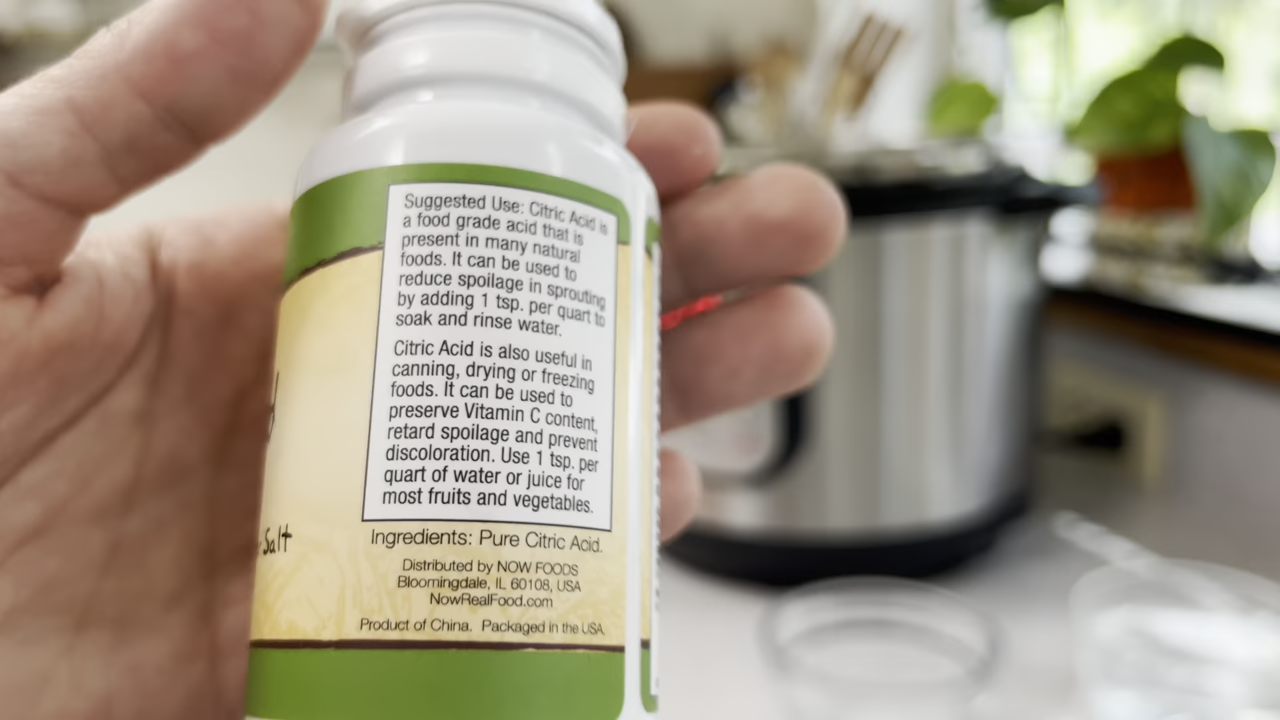 Suggested Use: Citric Acid is
a food grade acid that is
present in many natural
foods. It can be used to
reduce spoilage in sprouting
by adding 1 tsp. per quart to
soak and rinse water.
Citric Acid is also useful in
canning, drying or freezing
foods. It can be used to
preserve Vitamin C content,
retard spoilage and prevent
discoloration. Use 1 tsp. per
quart of water or juice for
most fruits and vegetables.
Salt
Ingredients: Pure Citric Acid.
Distributed by NOW FOODS
Bloomingdale, IL 60108, USA
NowRealFood.com
Product of China. Packaged in the USA